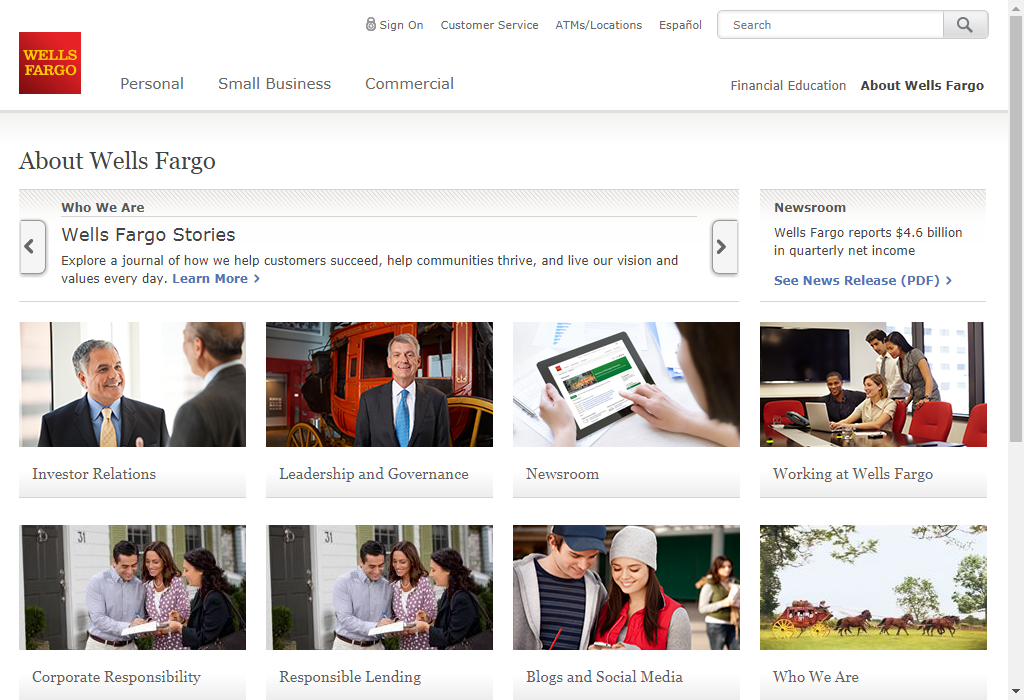 Sign On
Customer Service
ATMs/Locations
Español
Search
WELLS
FARGO
Personal
Small Business
Commercial
Financial Education
About Wells Fargo
About Wells Fargo
Who We Are
Wells Fargo Stories
Explore a journal of how we help customers succeed, help communities thrive, and live our vision and
values every day. Learn More >
Newsroom
Wells Fargo reports $4.6 billion
in quarterly net income
See News Release (PDF) >
Investor Relations
Leadership and Governance
Newsroom
Working at Wells Fargo
31
31
Corporate Responsibility
Responsible Lending
Blogs and Social Media
Who We Are